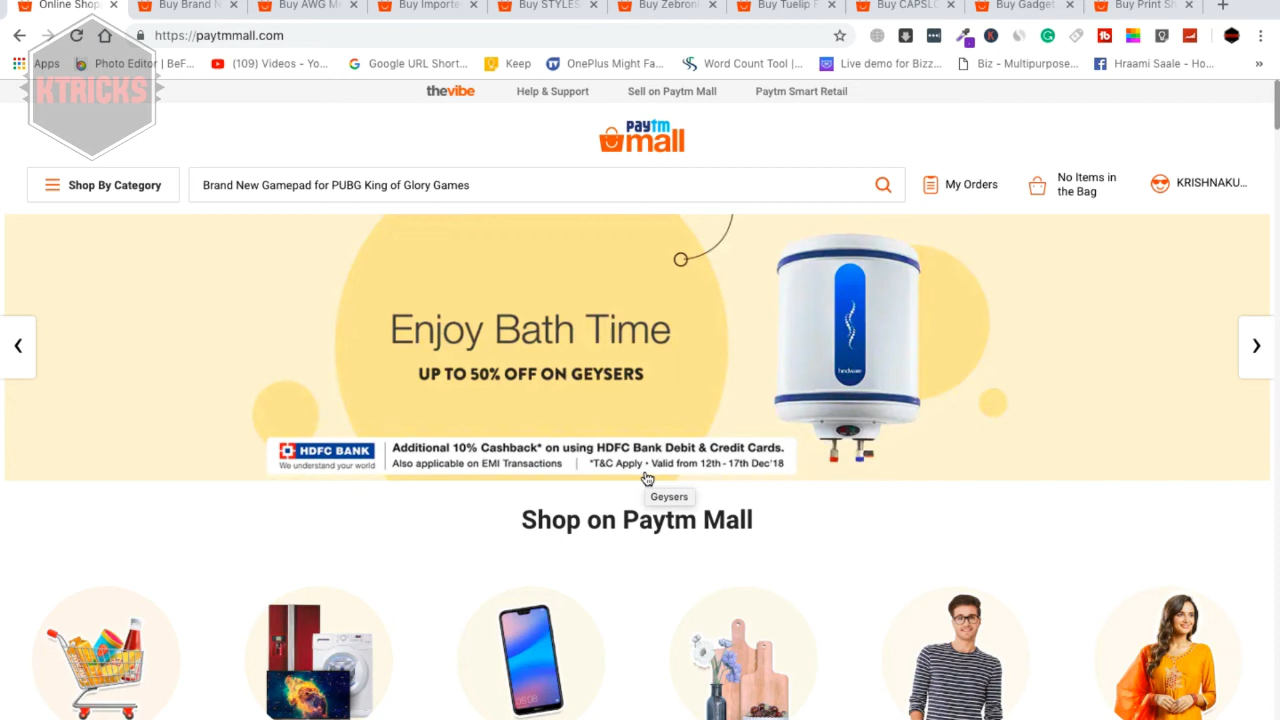 Online Shop
Buy Brand N
Buy AWG M
Buy Importe
Buy STYLES
Buy Zebroni
Buy Tuelip F
Buy CAPSLC
Buy Gadget
Buy Print Sh
https://paytmmall.com
Apps
Photo Editor | BeF...
(109) Videos - Yo...
Google URL Short...
Keep
OnePlus Might Fa...
Word Count Tool |...
Live demo for Bizz...
Biz - Multipurpose...
Hraami Saale - Ho...
KTRICKS
thevibe
Help & Support
Sell on Paytm Mall
Paytm Smart Retail
paytm
mall
Shop By Category
Brand New Gamepad for PUBG King of Glory Games
My Orders
No Items in
the Bag
KRISHNAKU...
Enjoy Bath Time
UP TO 50% OFF ON GEYSERS
hindware
HDFC BANK
We understand your world
Additional 10% Cashback* on using HDFC Bank Debit & Credit Cards.
Also applicable on EMI Transactions | *T&C Apply • Valid from 12th - 17th Dec'18
Geysers
Shop on Paytm Mall
08:08